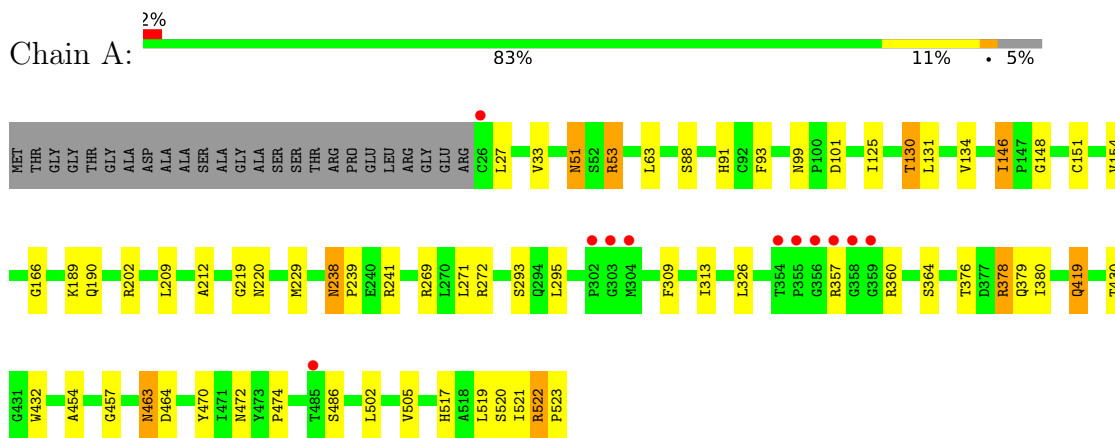 2%
Chain A:
83% 11% • 5%
MET THR GLY GLY THR GLY ALA ASP ALA ALA SER ALA GLY ALA SER SER THR ARG PRO GLU LEU ARG GLY GLU ARG C26 L27 V33 N51 S52 R53 L63 S88 H91 C92 F93 N99 P100 D101 I125 T130 L131 V134 I146 P147 G148 C151 V154
G166 K189 Q190 R202 L209 A212 G219 N220 M229 N238 P239 E240 R241 R269 L270 L271 R272 S293 Q294 L295 P302 G303 M304 F309 I313 L326 T354 P355 G356 R357 G358 G359 R360 S364 T376 D377 R378 Q379 I380 Q419 T430
G431 W432 A454 G457 N463 D464 Y470 I471 N472 Y473 P474 T485 S486 L502 V505 H517 A518 L519 S520 I521 R522 P523